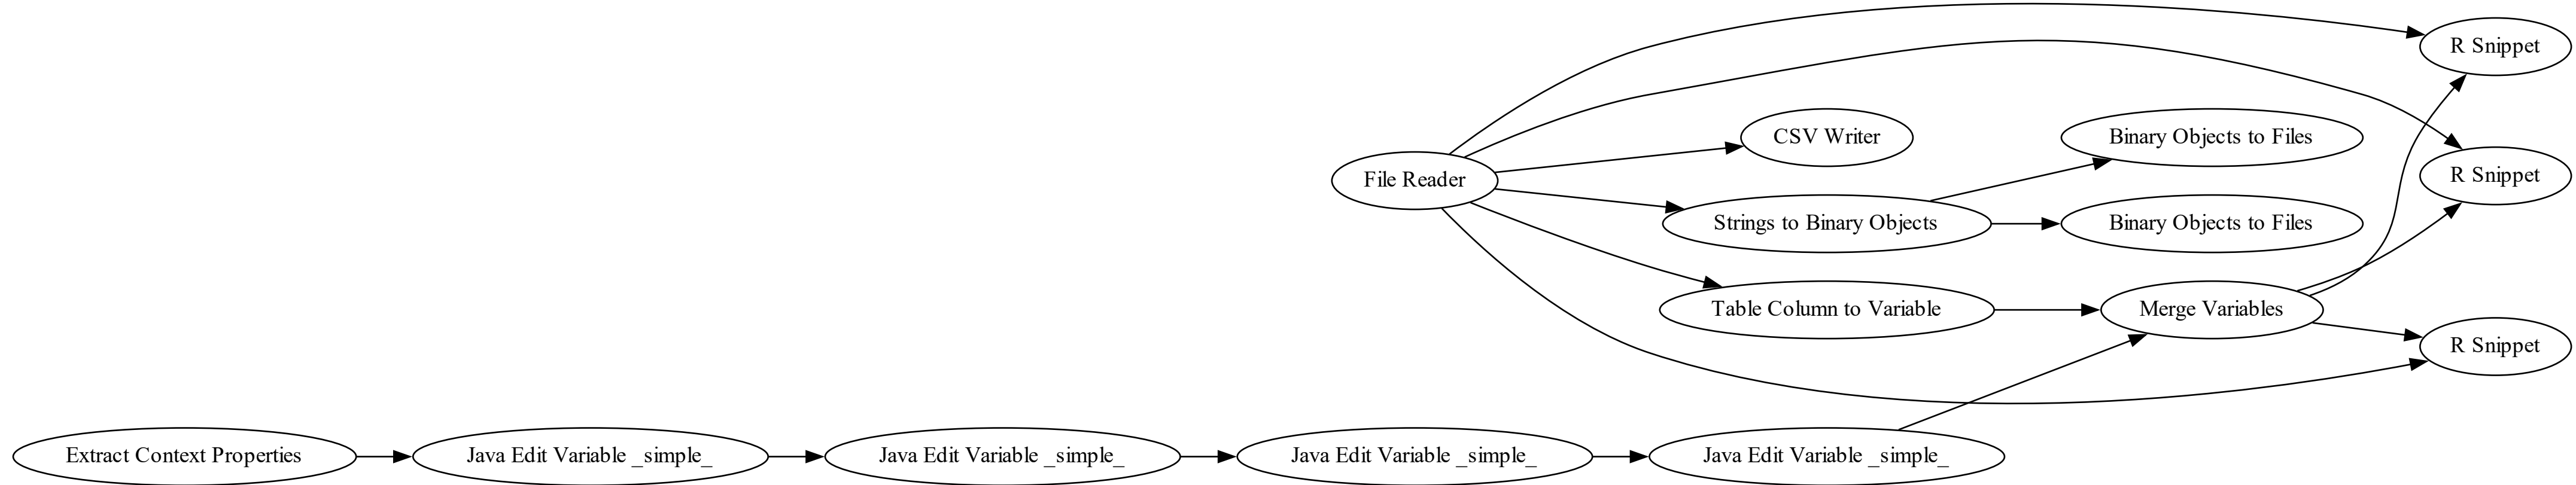 R Snippet
CSV Writer
Binary Objects to Files
File Reader
R Snippet
Strings to Binary Objects
Binary Objects to Files
Table Column to Variable
Merge Variables
R Snippet
Extract Context Properties
Java Edit Variable _simple_
Java Edit Variable _simple_
Java Edit Variable _simple_
Java Edit Variable _simple_